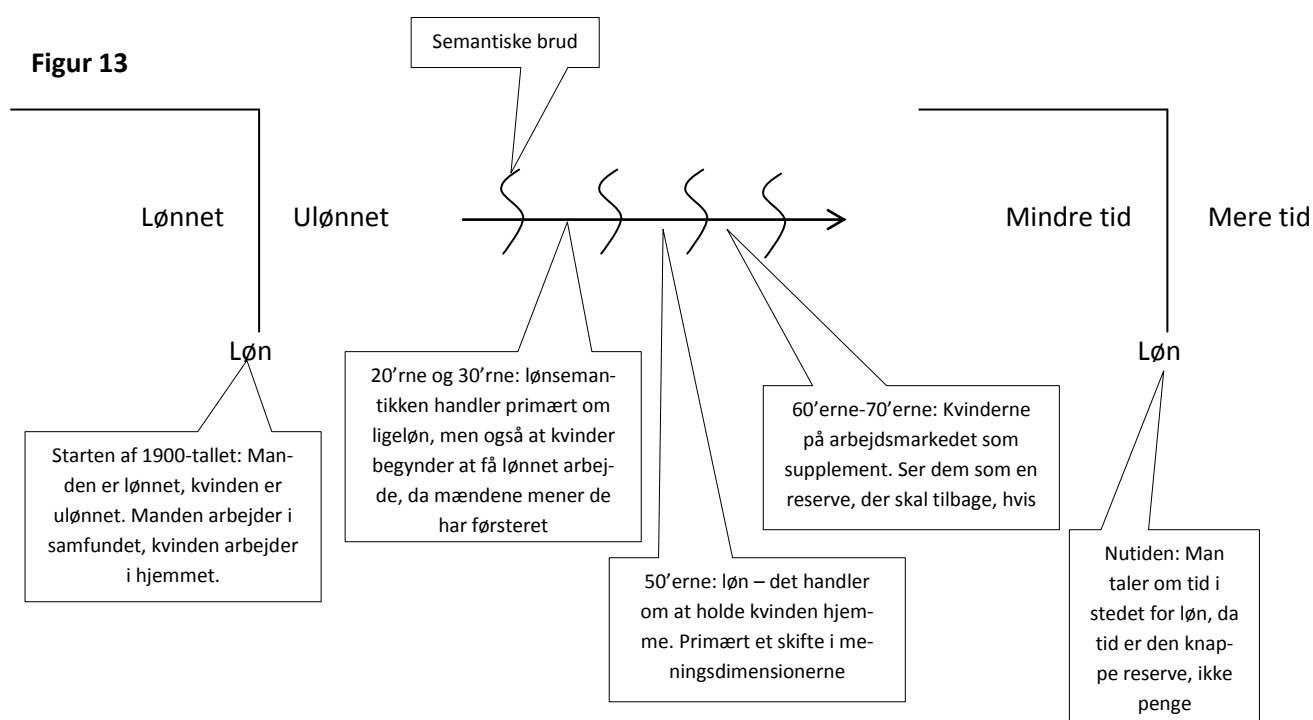 Semantiske brud
Figur 13
Lønnet
Ulønnet
Løn
Mindre tid
Mere tid
Løn
Starten af 1900-tallet: Man-
den er lønnet, kvinden er
ulønnet. Manden arbejder i
samfundet, kvinden arbejder
i hjemmet.
20’rne og 30’rne: lønseman-
tikken handler primært om
ligeløn, men også at kvinder
begynder at få lønnet arbej-
de, da mændene mener de
har førsteret
50’erne: løn – det handler
om at holde kvinden hjem-
me. Primært et skifte i me-
ningsdimensionerne
60’erne-70’erne: Kvinderne
på arbejdsmarkedet som
supplement. Ser dem som en
reserve, der skal tilbage, hvis
Nutiden: Man
taler om tid i
stedet for løn, da
tid er den knap-
pe reserve, ikke
penge